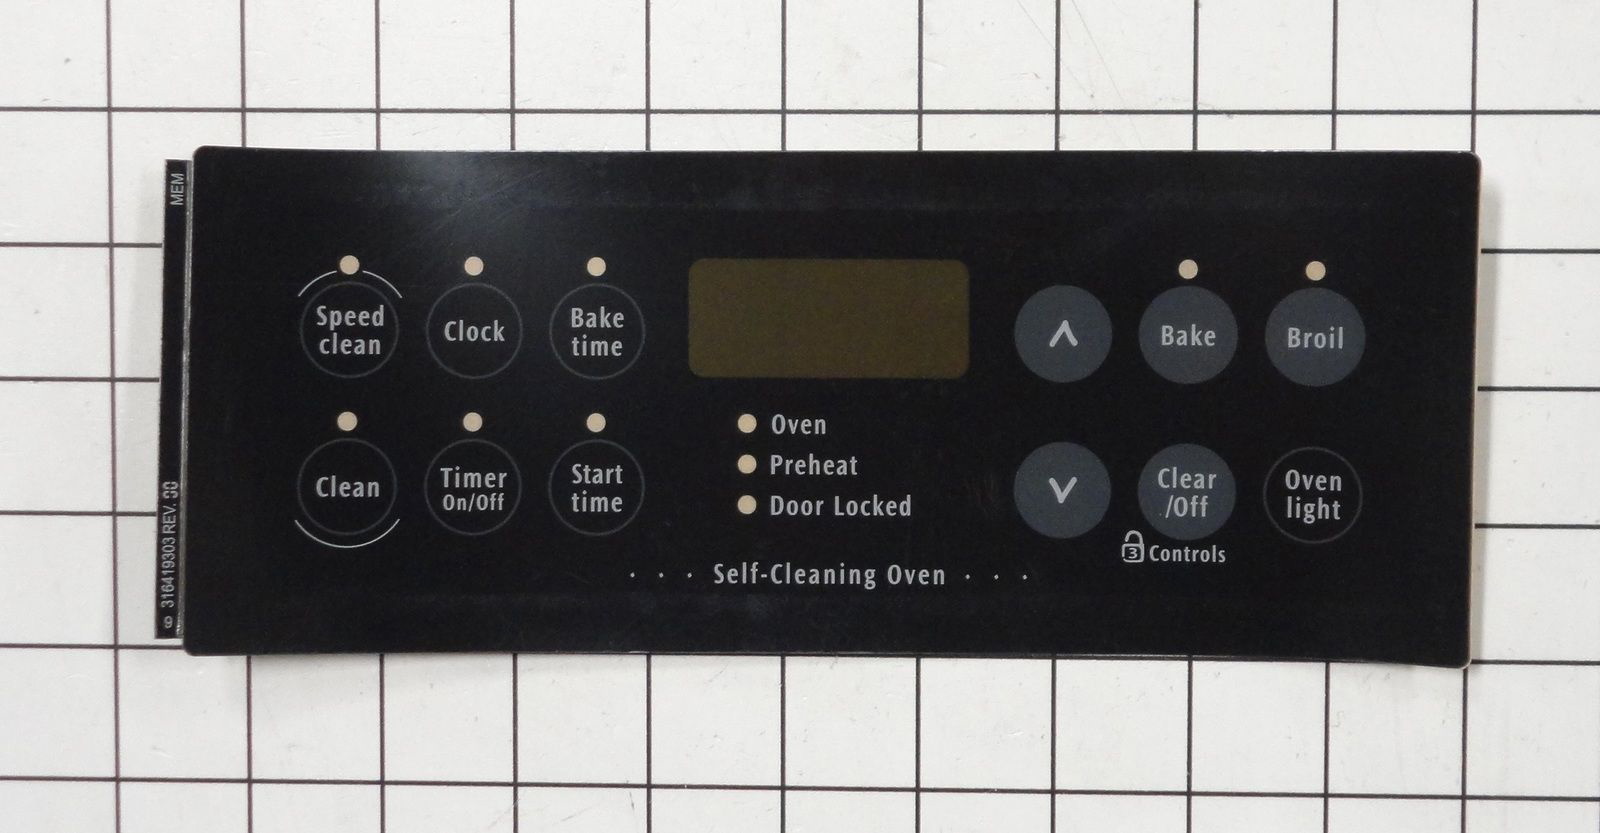 MEM
316419303 REV. 00
Speed
clean
Clock
Bake
time
Bake
Broil
Clean
Timer
On/Off
Start
time
Oven
Preheat
Door Locked
Clear
/Off
Oven
light
3 Controls
· · · Self-Cleaning Oven · · ·